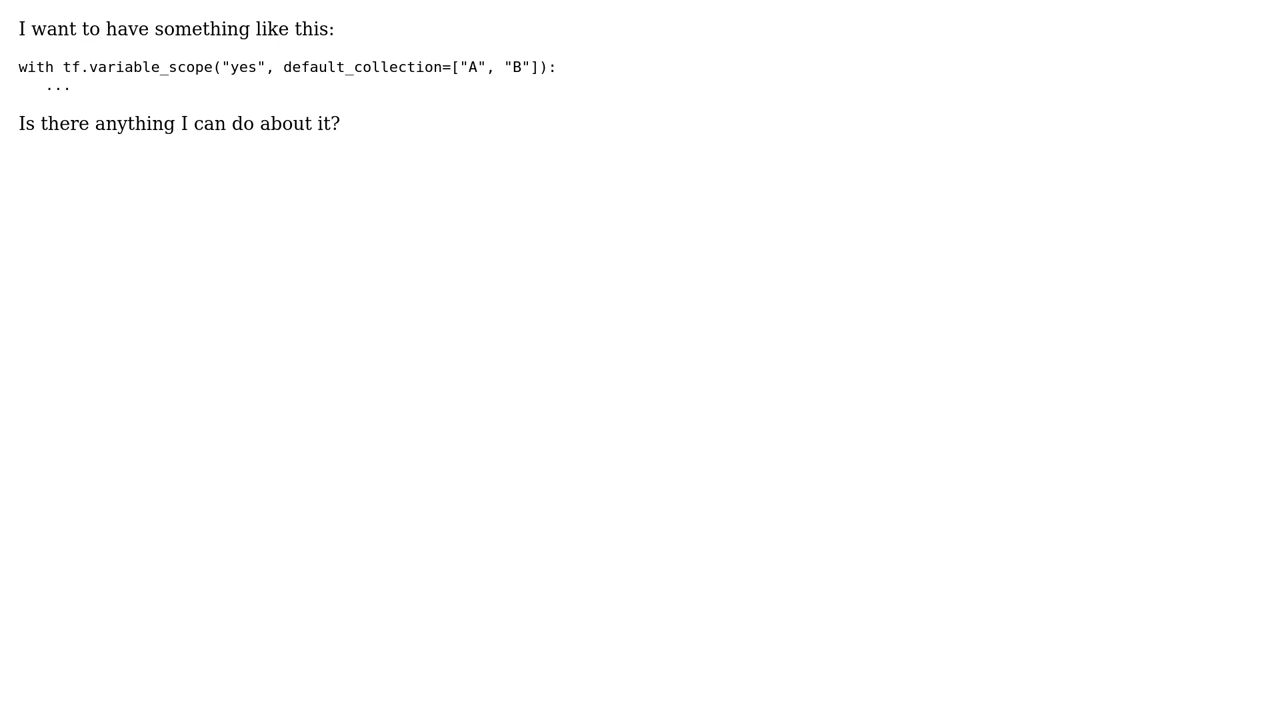 I want to have something like this:
with tf.variable_scope("yes", default_collection=["A", "B"]):
   ...
Is there anything I can do about it?